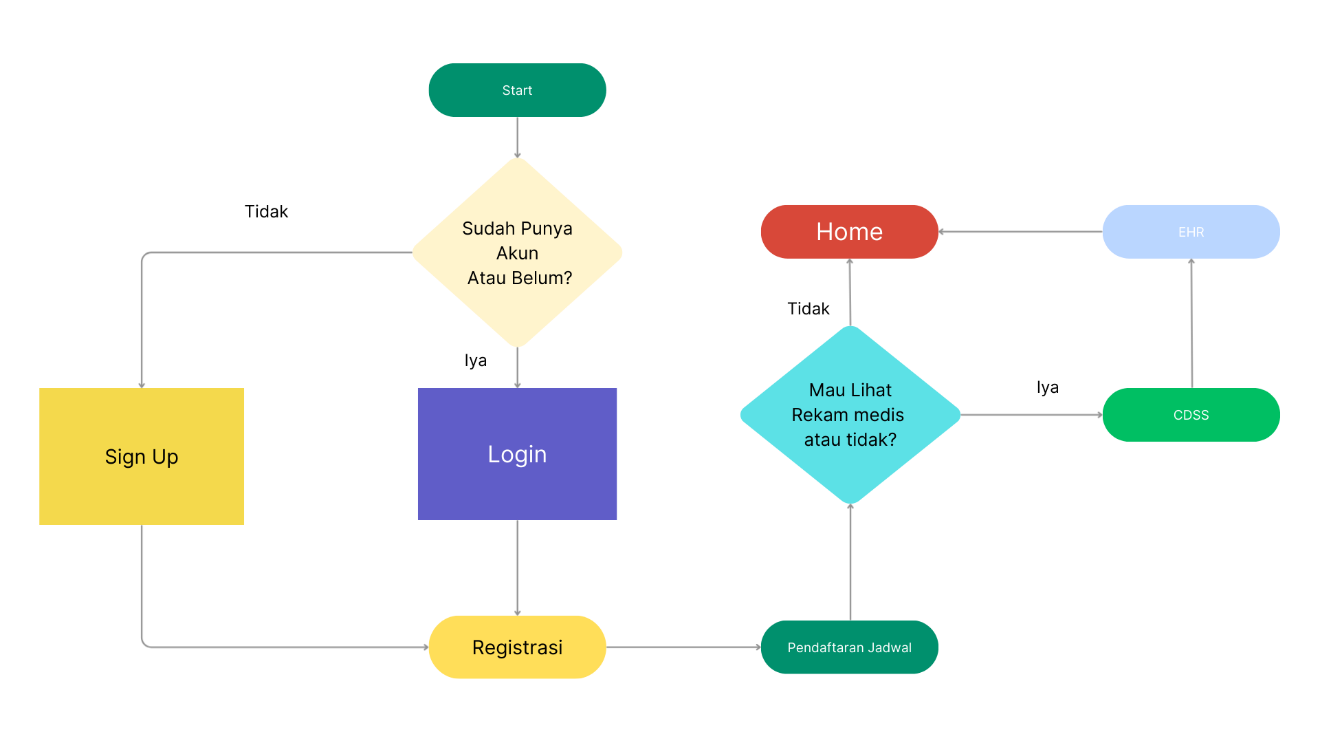 Start
Tidak
Sudah Punya
Akun
Atau Belum?
Iya
Sign Up
Login
Registrasi
Home
EHR
Tidak
Mau Lihat
Rekam medis
atau tidak?
Iya
CDSS
Pendaftaran Jadwal